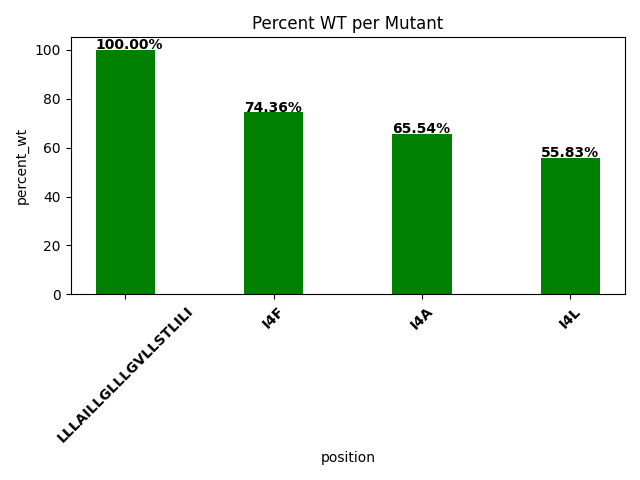 Percent WT per Mutant
percent_wt
100
80
60
40
20
0
100.00%
74.36%
65.54%
55.83%
LLLAILLGLLLGVLLSTLILI
I4F
I4A
I4L
position